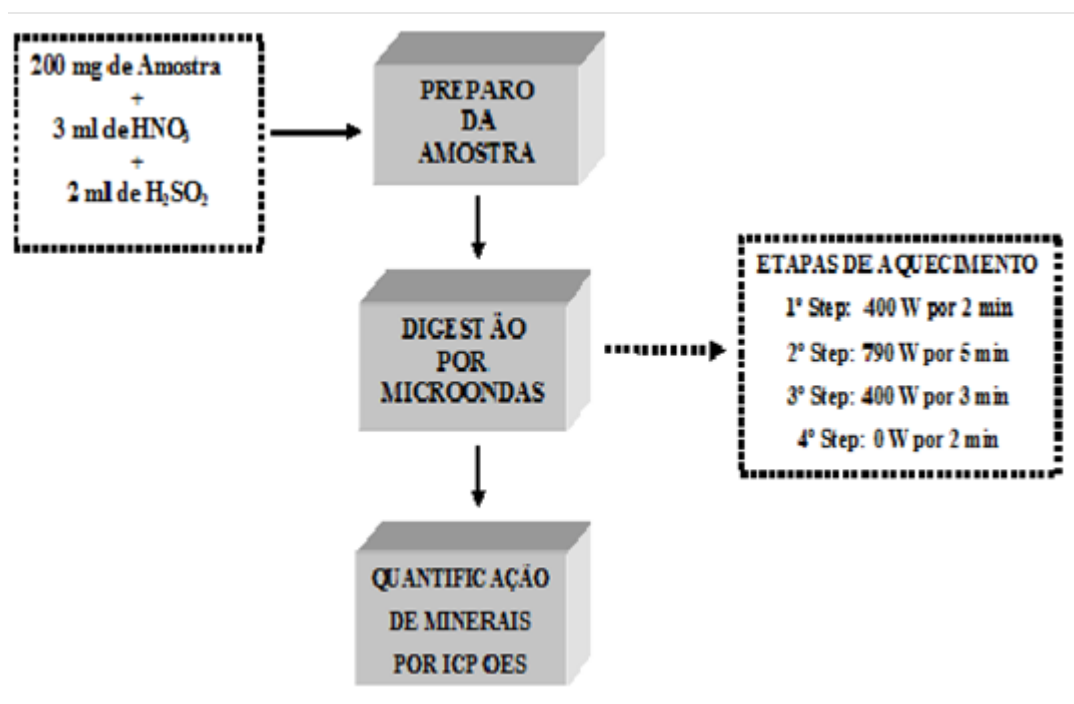 200 mg de Amostra
+
3 ml de HNO₃
+
2 ml de H₂SO₂
PREPARO
DA
AMOSTRA
DIGESTÃO
POR
MICROONDAS
ETAPAS DE AQUECIMENTO
1º Step: 400 W por 2 min
2º Step: 790 W por 5 min
3º Step: 400 W por 3 min
4º Step: 0 W por 2 min
QUANTIFICAÇÃO
DE MINERAIS
POR ICP OES